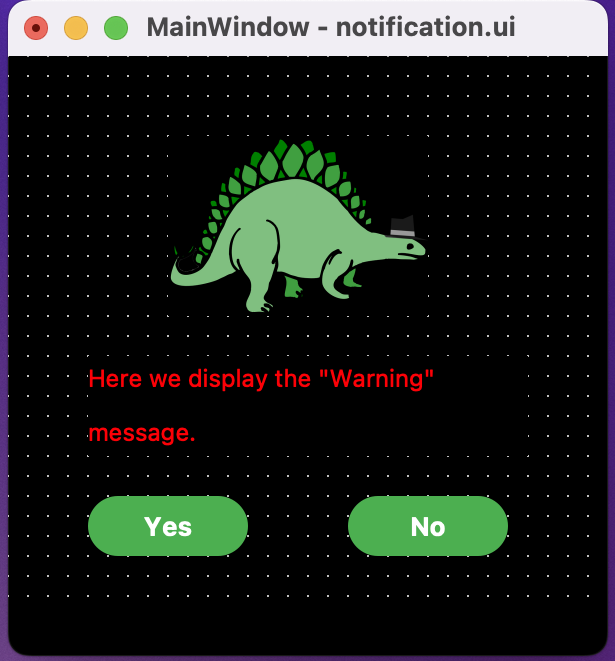 MainWindow - notification.ui
Here we display the "Warning"
message.
Yes
No